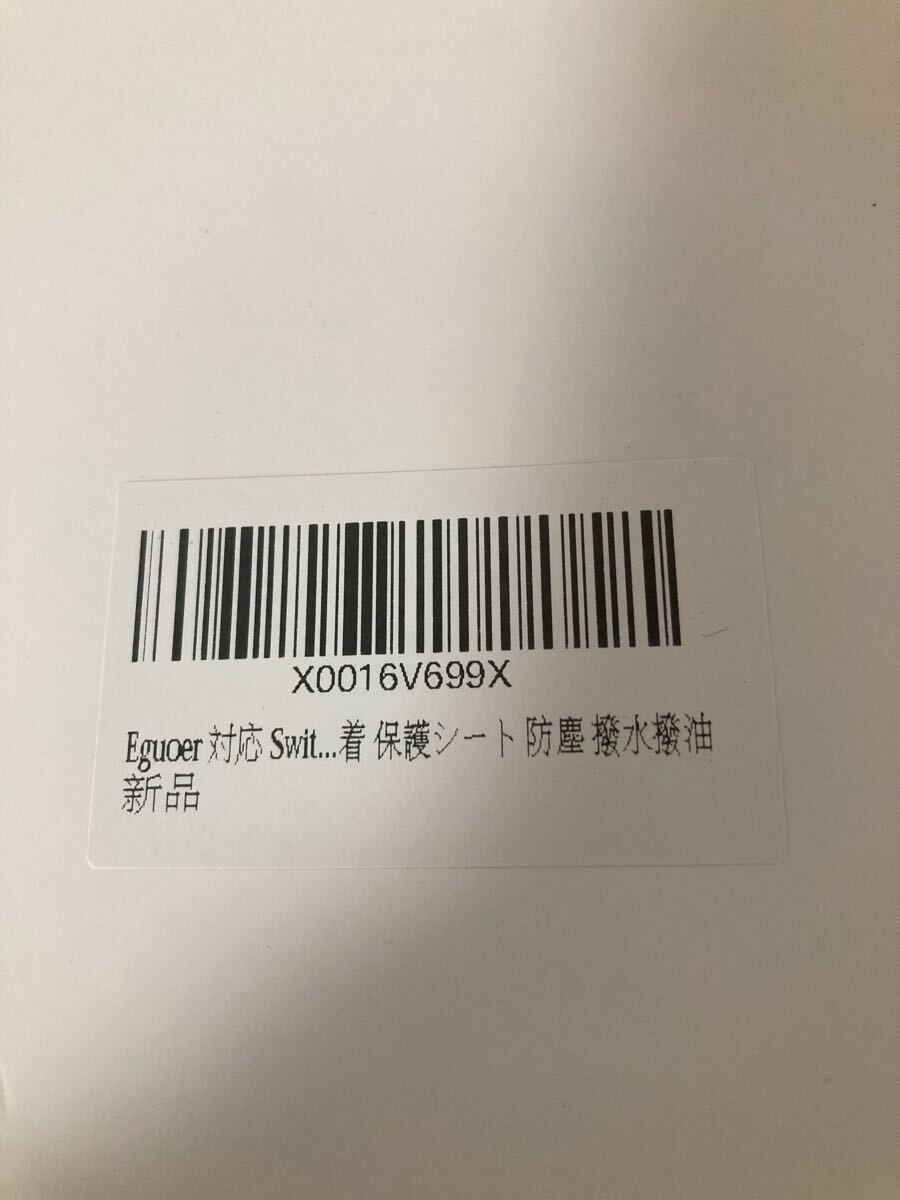 X0016V699X
Eguoer 対応 Swit...着 保護シート 防塵 撥水撥油
新品